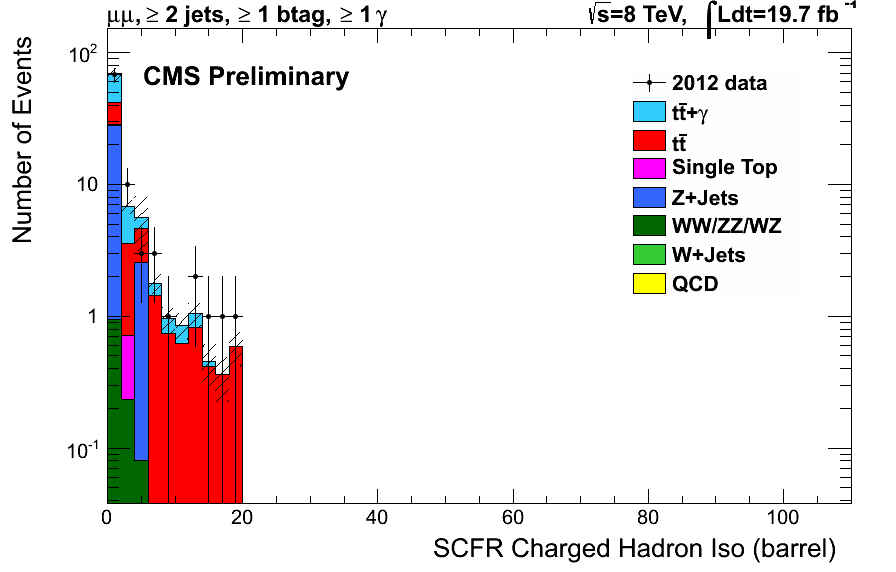 μμ, ≥ 2 jets, ≥ 1 btag, ≥ 1 γ
√s=8 TeV, ∫Ldt=19.7 fb⁻¹
CMS Preliminary
2012 data
tt̄+γ
tt̄
Single Top
Z+Jets
WW/ZZ/WZ
W+Jets
QCD
Number of Events
10²
10
1
10⁻¹
0 20 40 60 80 100
SCFR Charged Hadron Iso (barrel)